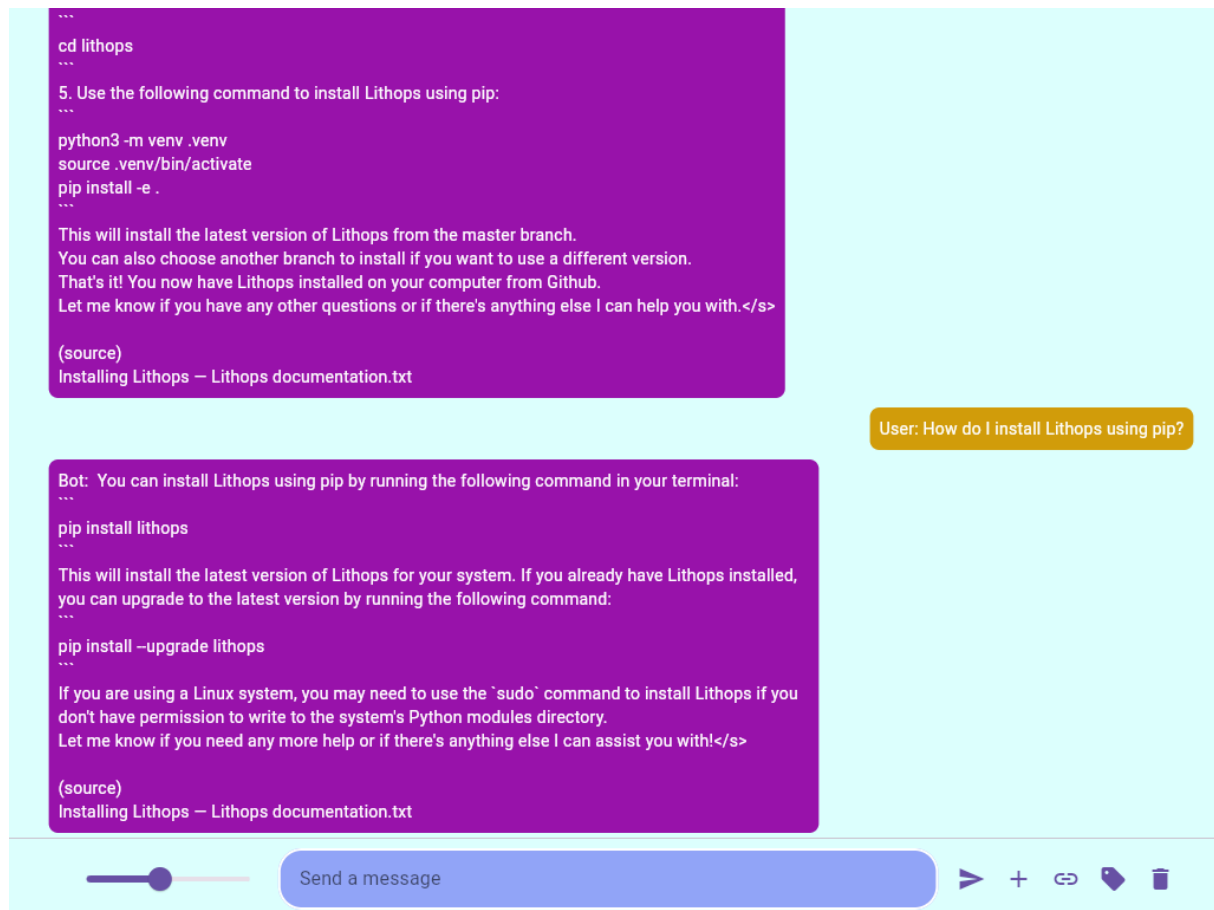 ```
cd lithops
```
5. Use the following command to install Lithops using pip:
```
python3 -m venv .venv
source .venv/bin/activate
pip install -e .
```
This will install the latest version of Lithops from the master branch.
You can also choose another branch to install if you want to use a different version.
That's it! You now have Lithops installed on your computer from Github.
Let me know if you have any other questions or if there's anything else I can help you with.</s>
(source)
Installing Lithops — Lithops documentation.txt
User: How do I install Lithops using pip?
Bot:  You can install Lithops using pip by running the following command in your terminal:
```
pip install lithops
```
This will install the latest version of Lithops for your system. If you already have Lithops installed,
you can upgrade to the latest version by running the following command:
```
pip install --upgrade lithops
```
If you are using a Linux system, you may need to use the `sudo` command to install Lithops if you
don't have permission to write to the system's Python modules directory.
Let me know if you need any more help or if there's anything else I can assist you with!</s>
(source)
Installing Lithops — Lithops documentation.txt
Send a message